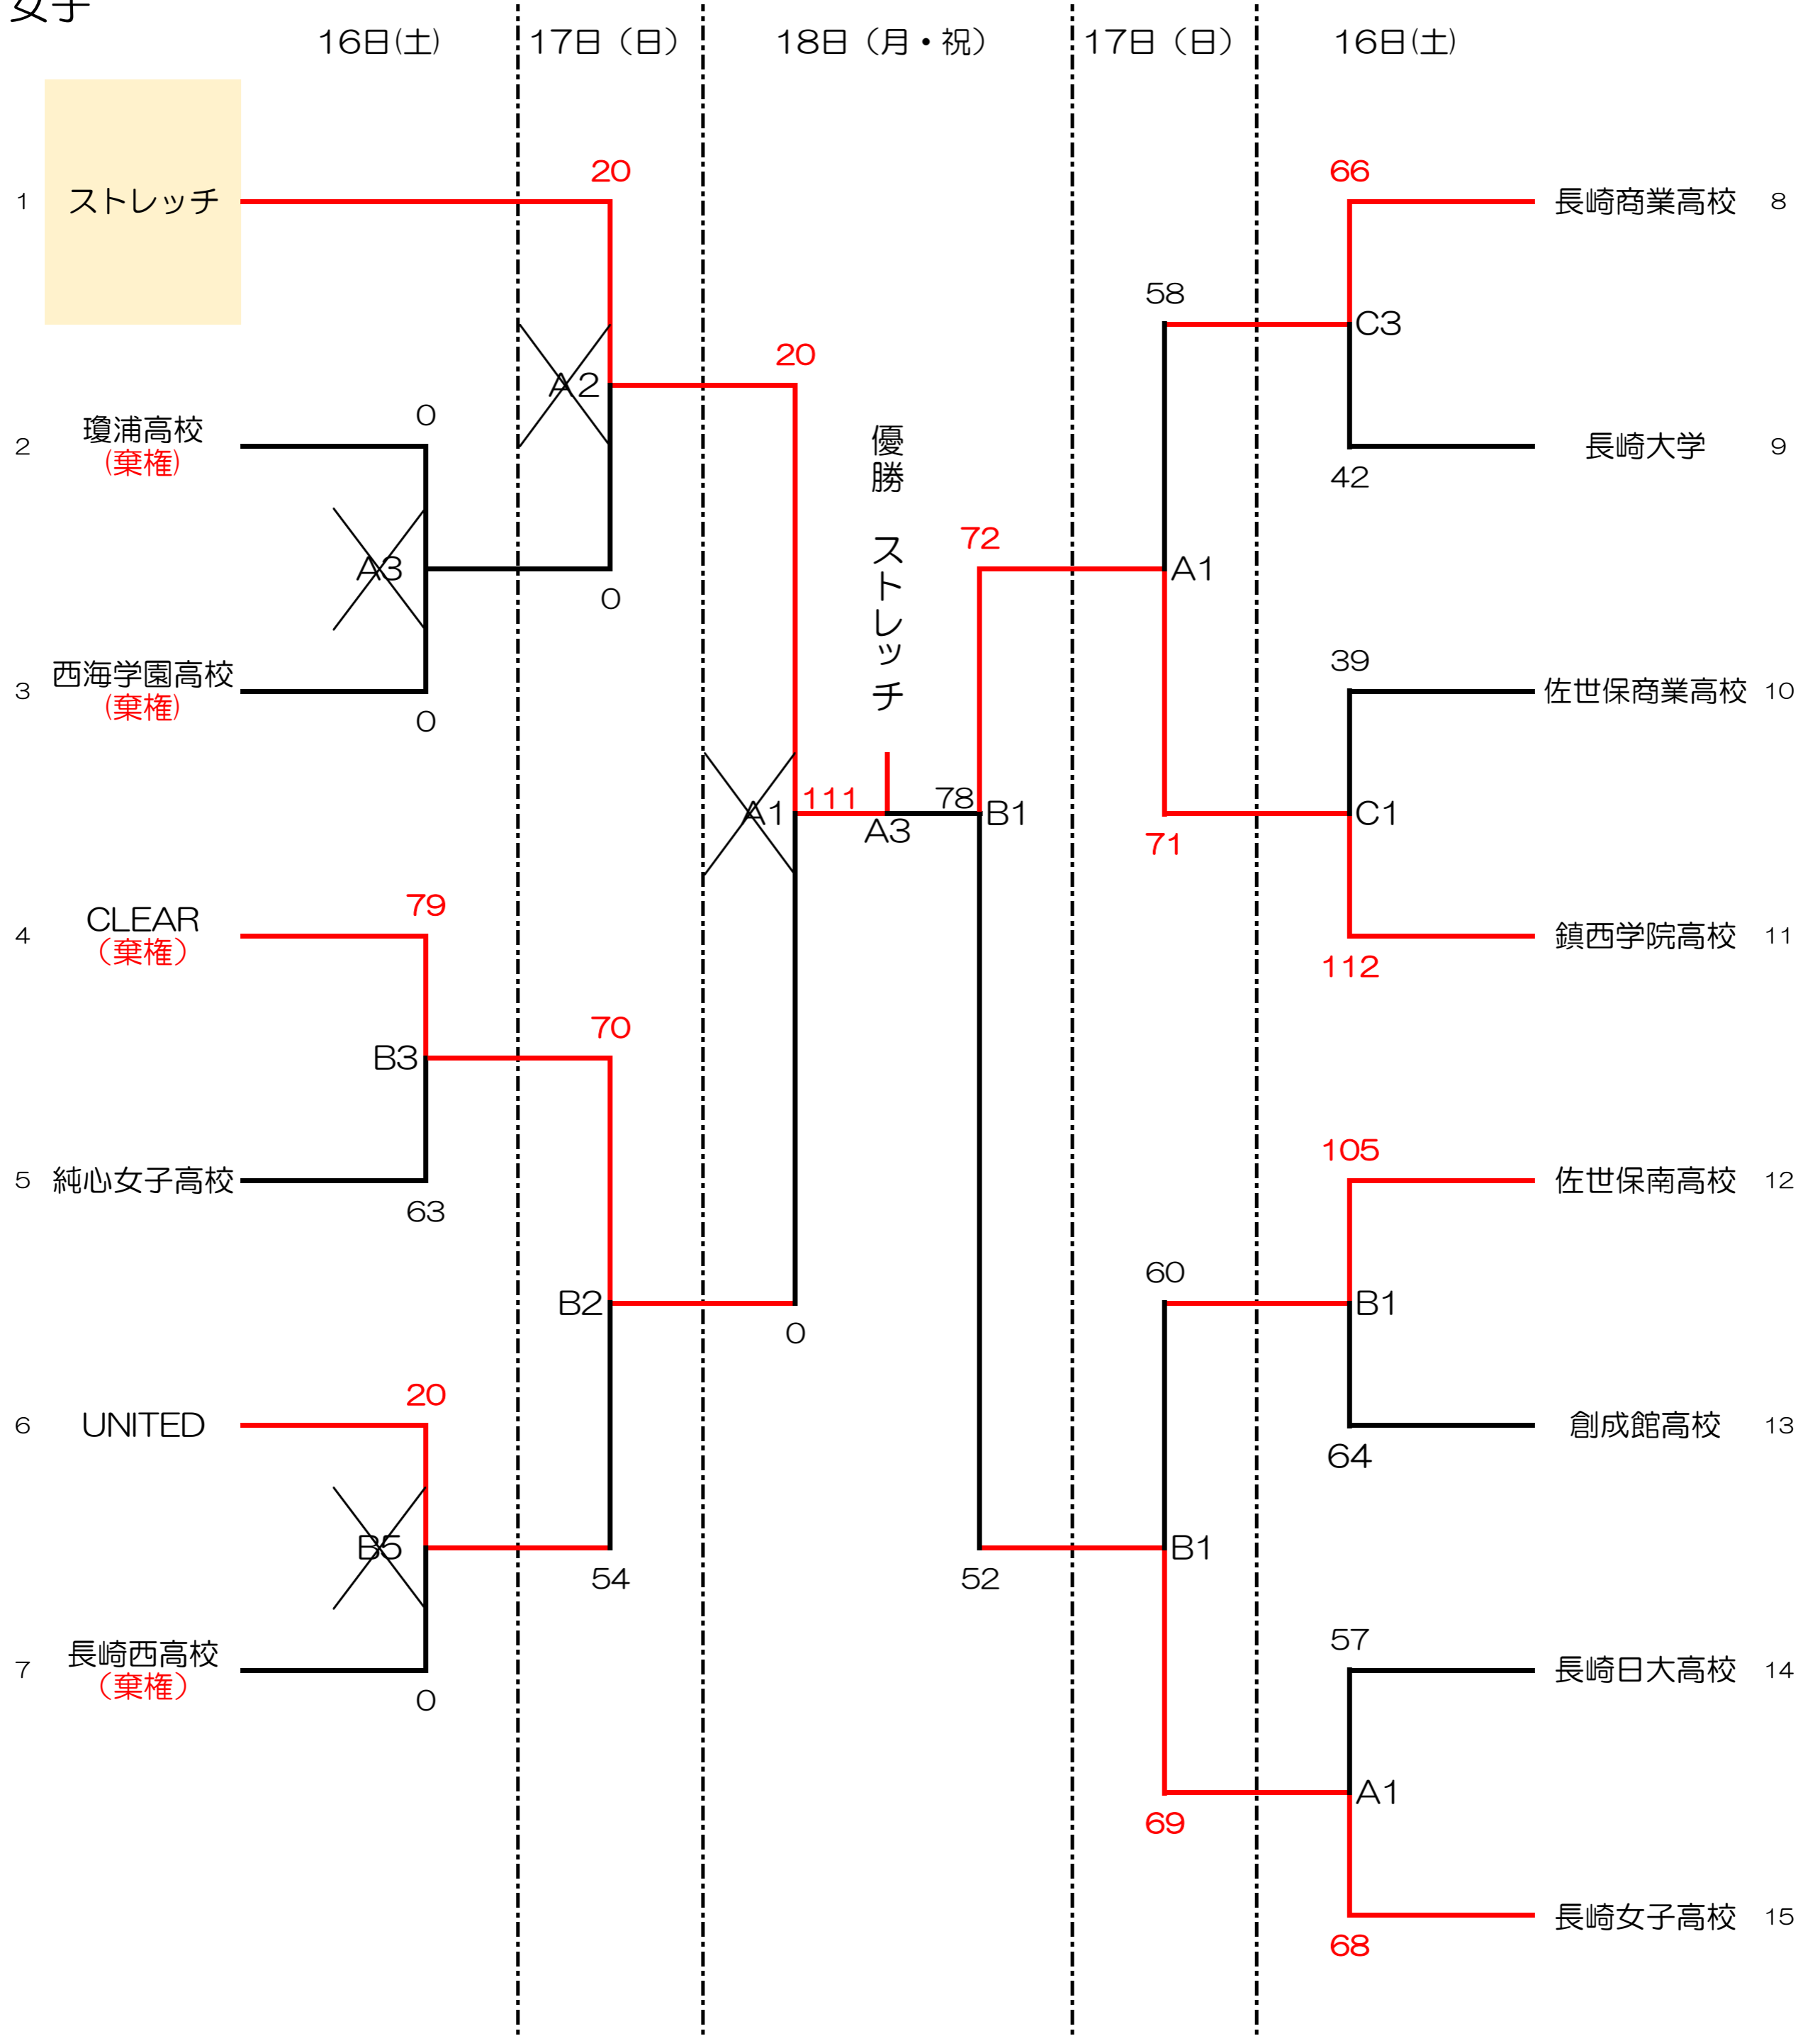 女子
16日(土)
17日（日）
18日（月・祝）
17日（日）
16日(土)
1 ストレッチ
20
66
長崎商業高校 8
58
C3
A2
20
2 瓊浦高校
(棄権)
0
優勝 ストレッチ
長崎大学 9
42
72
A3
0
A1
3 西海学園高校
(棄権)
0
39
佐世保商業高校 10
A1
111
A3
78
B1
71
C1
4 CLEAR
（棄権）
79
鎮西学院高校 11
112
70
B3
105
5 純心女子高校
63
佐世保南高校 12
60
B2
0
B1
6 UNITED
20
創成館高校 13
64
B5
54
52
B1
7 長崎西高校
（棄権）
0
57
長崎日大高校 14
69
A1
長崎女子高校 15
68